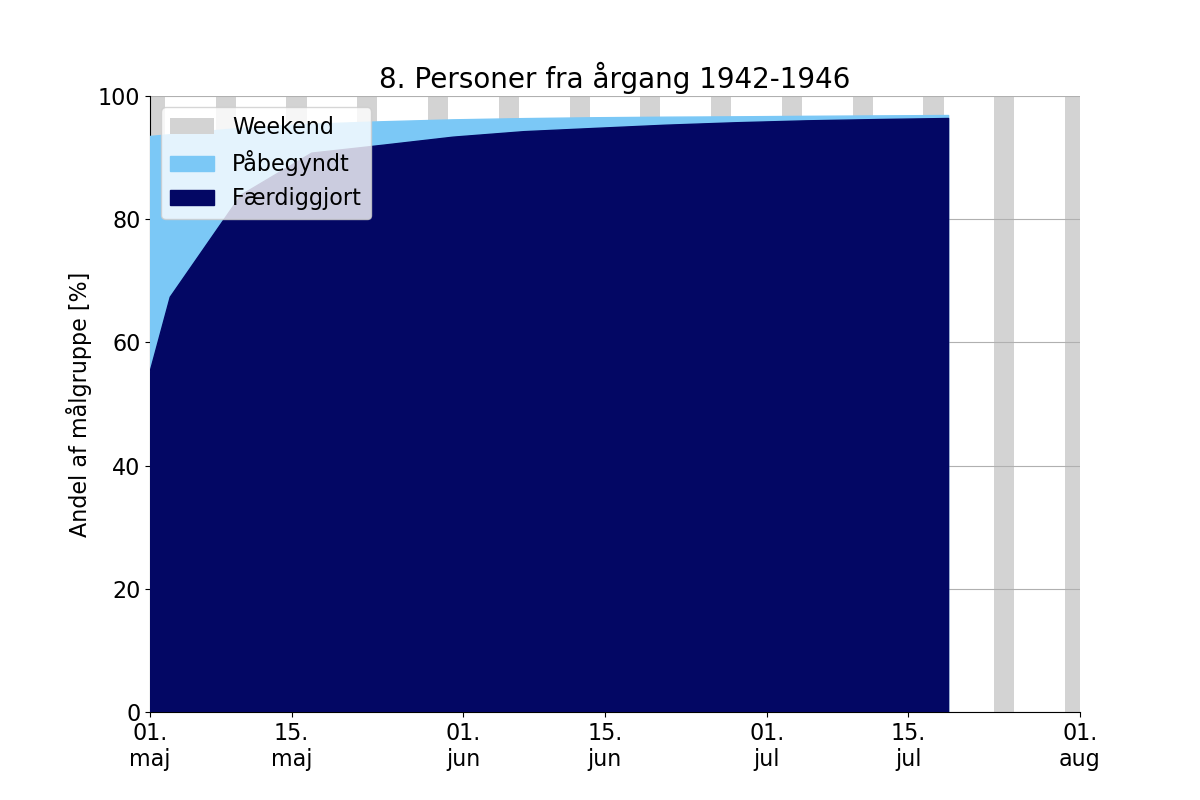 8. Personer fra årgang 1942-1946
100
80
60
40
20
0
Andel af målgruppe [%]
Weekend
Påbegyndt
Færdiggjort
01. 15. 01. 15. 01. 15. 01.
maj maj jun jun jul jul aug